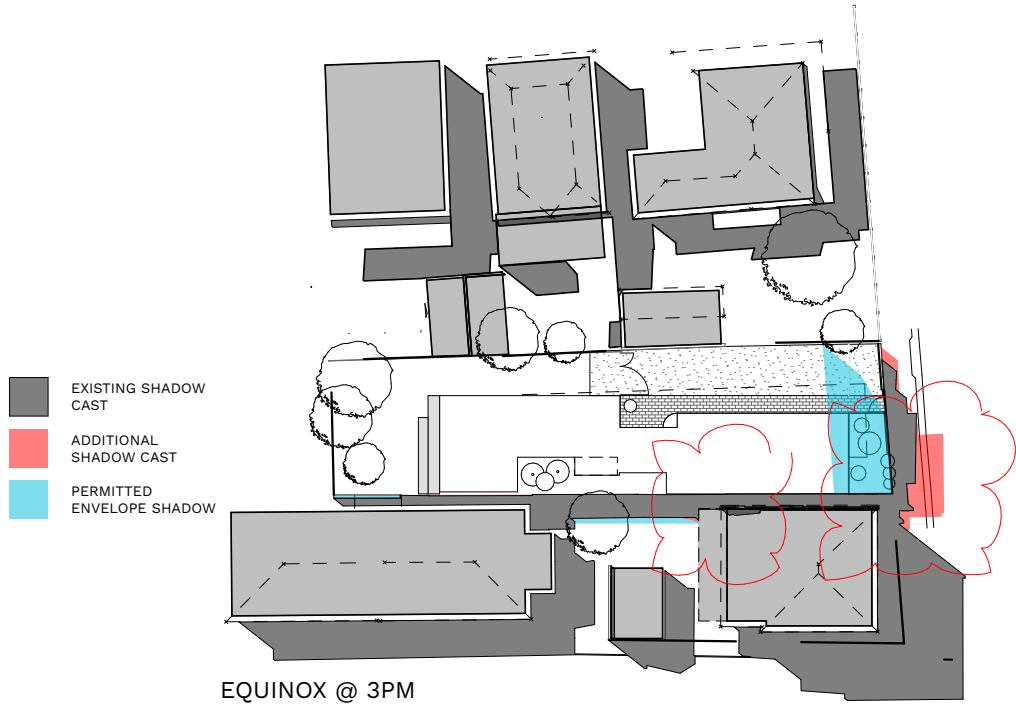 EXISTING SHADOW
CAST
ADDITIONAL
SHADOW CAST
PERMITTED
ENVELOPE SHADOW
EQUINOX @ 3PM